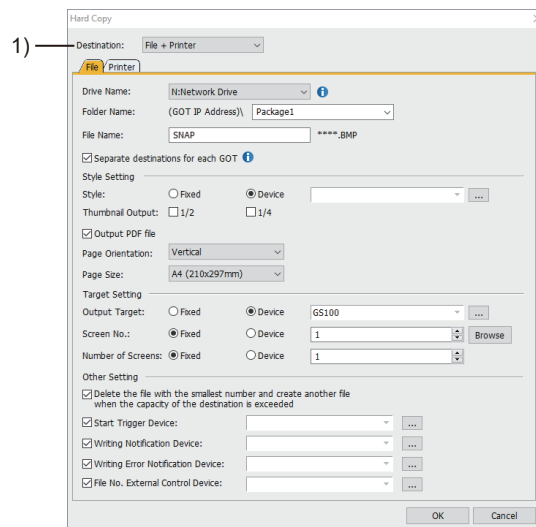 Hard Copy
1)
Destination: File + Printer
File Printer
Drive Name: N:Network Drive
Folder Name: (GOT IP Address)\ Package1
File Name: SNAP ****.BMP
Separate destinations for each GOT
Style Setting
Style: Fixed Device ...
Thumbnail Output: 1/2 1/4
Output PDF file
Page Orientation: Vertical
Page Size: A4 (210x297mm)
Target Setting
Output Target: Fixed Device GS100 ...
Screen No.: Fixed Device 1 Browse
Number of Screens: Fixed Device 1
Other Setting
Delete the file with the smallest number and create another file
when the capacity of the destination is exceeded
Start Trigger Device: ...
Writing Notification Device: ...
Writing Error Notification Device: ...
File No. External Control Device: ...
OK Cancel